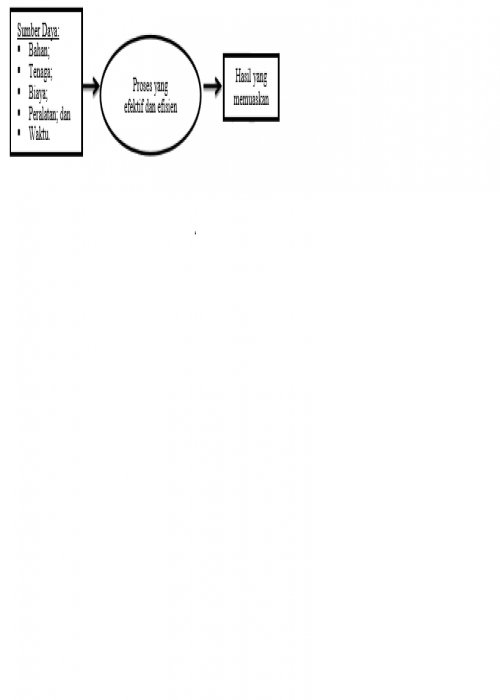 Sumber Daya:
▪ Bahan;
▪ Tenaga;
▪ Biaya;
▪ Peralatan; dan
▪ Waktu.
Proses yang
efektif dan efisien
Hasil yang
memuaskan